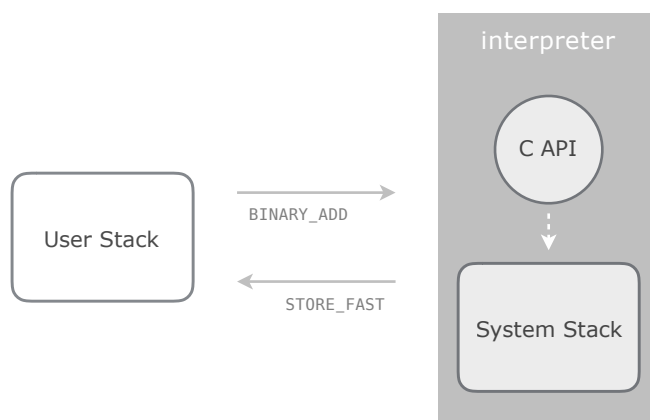 interpreter
C API
User Stack
BINARY_ADD
STORE_FAST
System Stack